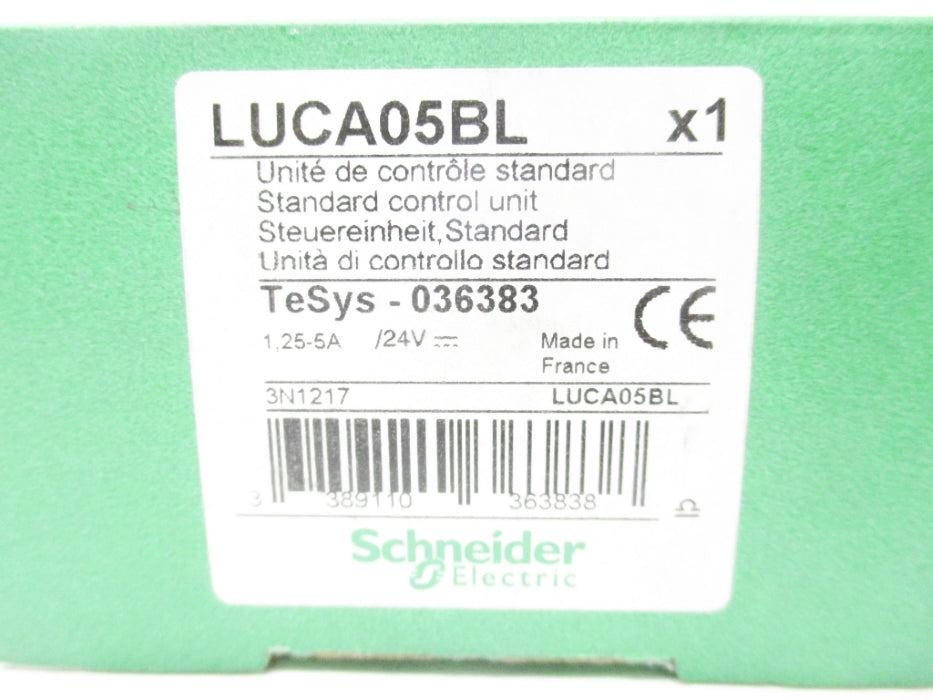 LUCA05BL x1
Unité de contrôle standard
Standard control unit
Steuereinheit,Standard
Unità di controllo standard
TeSys - 036383
1,25-5A /24V ⎓ Made in
France
CE
3N1217 LUCA05BL
3 389110 363838
Schneider
Electric